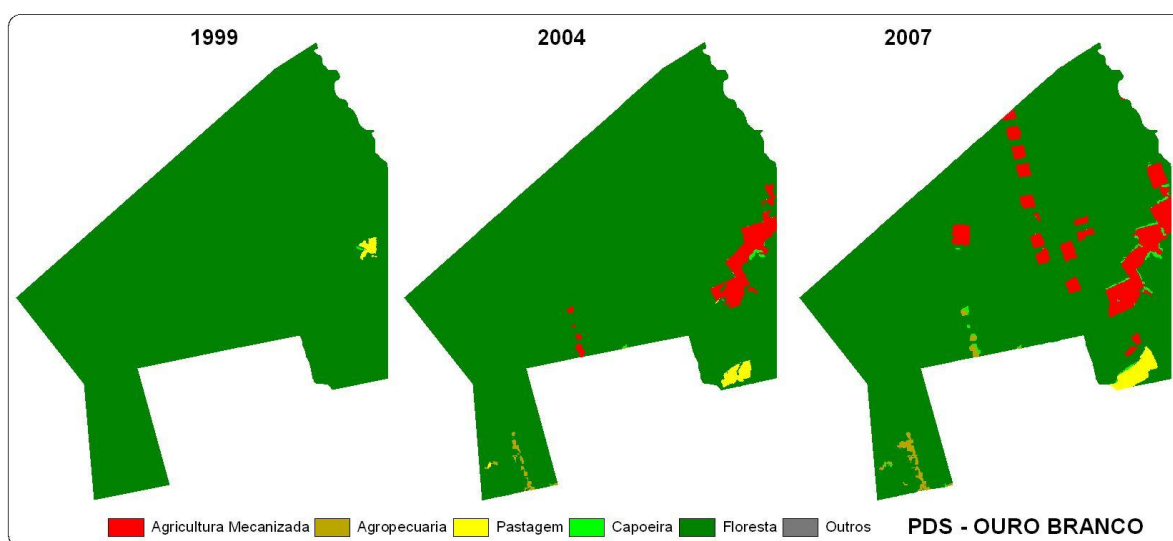 1999
2004
2007
Agricultura Mecanizada
Agropecuaria
Pastagem
Capoeira
Floresta
Outros
PDS - OURO BRANCO